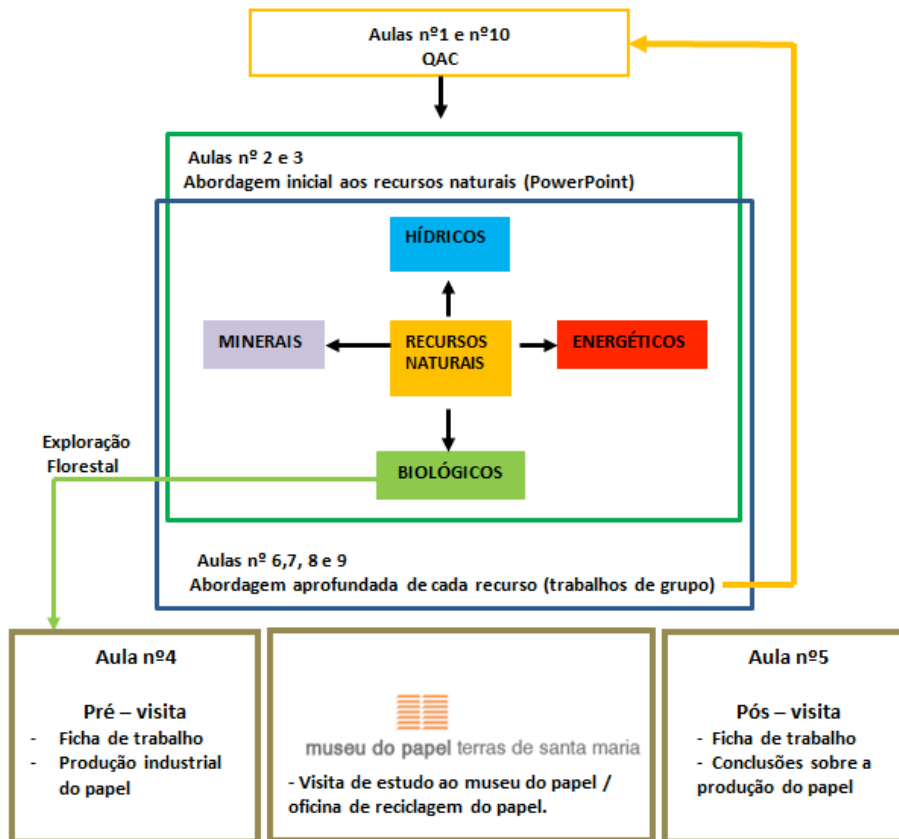 Aulas nº1 e nº10
QAC
Aulas nº 2 e 3
Abordagem inicial aos recursos naturais (PowerPoint)
HÍDRICOS
MINERAIS
RECURSOS
NATURAIS
ENERGÉTICOS
BIOLÓGICOS
Exploração
Florestal
Aulas nº 6,7, 8 e 9
Abordagem aprofundada de cada recurso (trabalhos de grupo)
Aula nº4
Pré – visita
- Ficha de trabalho
- Produção industrial
do papel
museu do papel terras de santa maria
- Visita de estudo ao museu do papel /
oficina de reciclagem do papel.
Aula nº5
Pós – visita
- Ficha de trabalho
- Conclusões sobre a
produção do papel